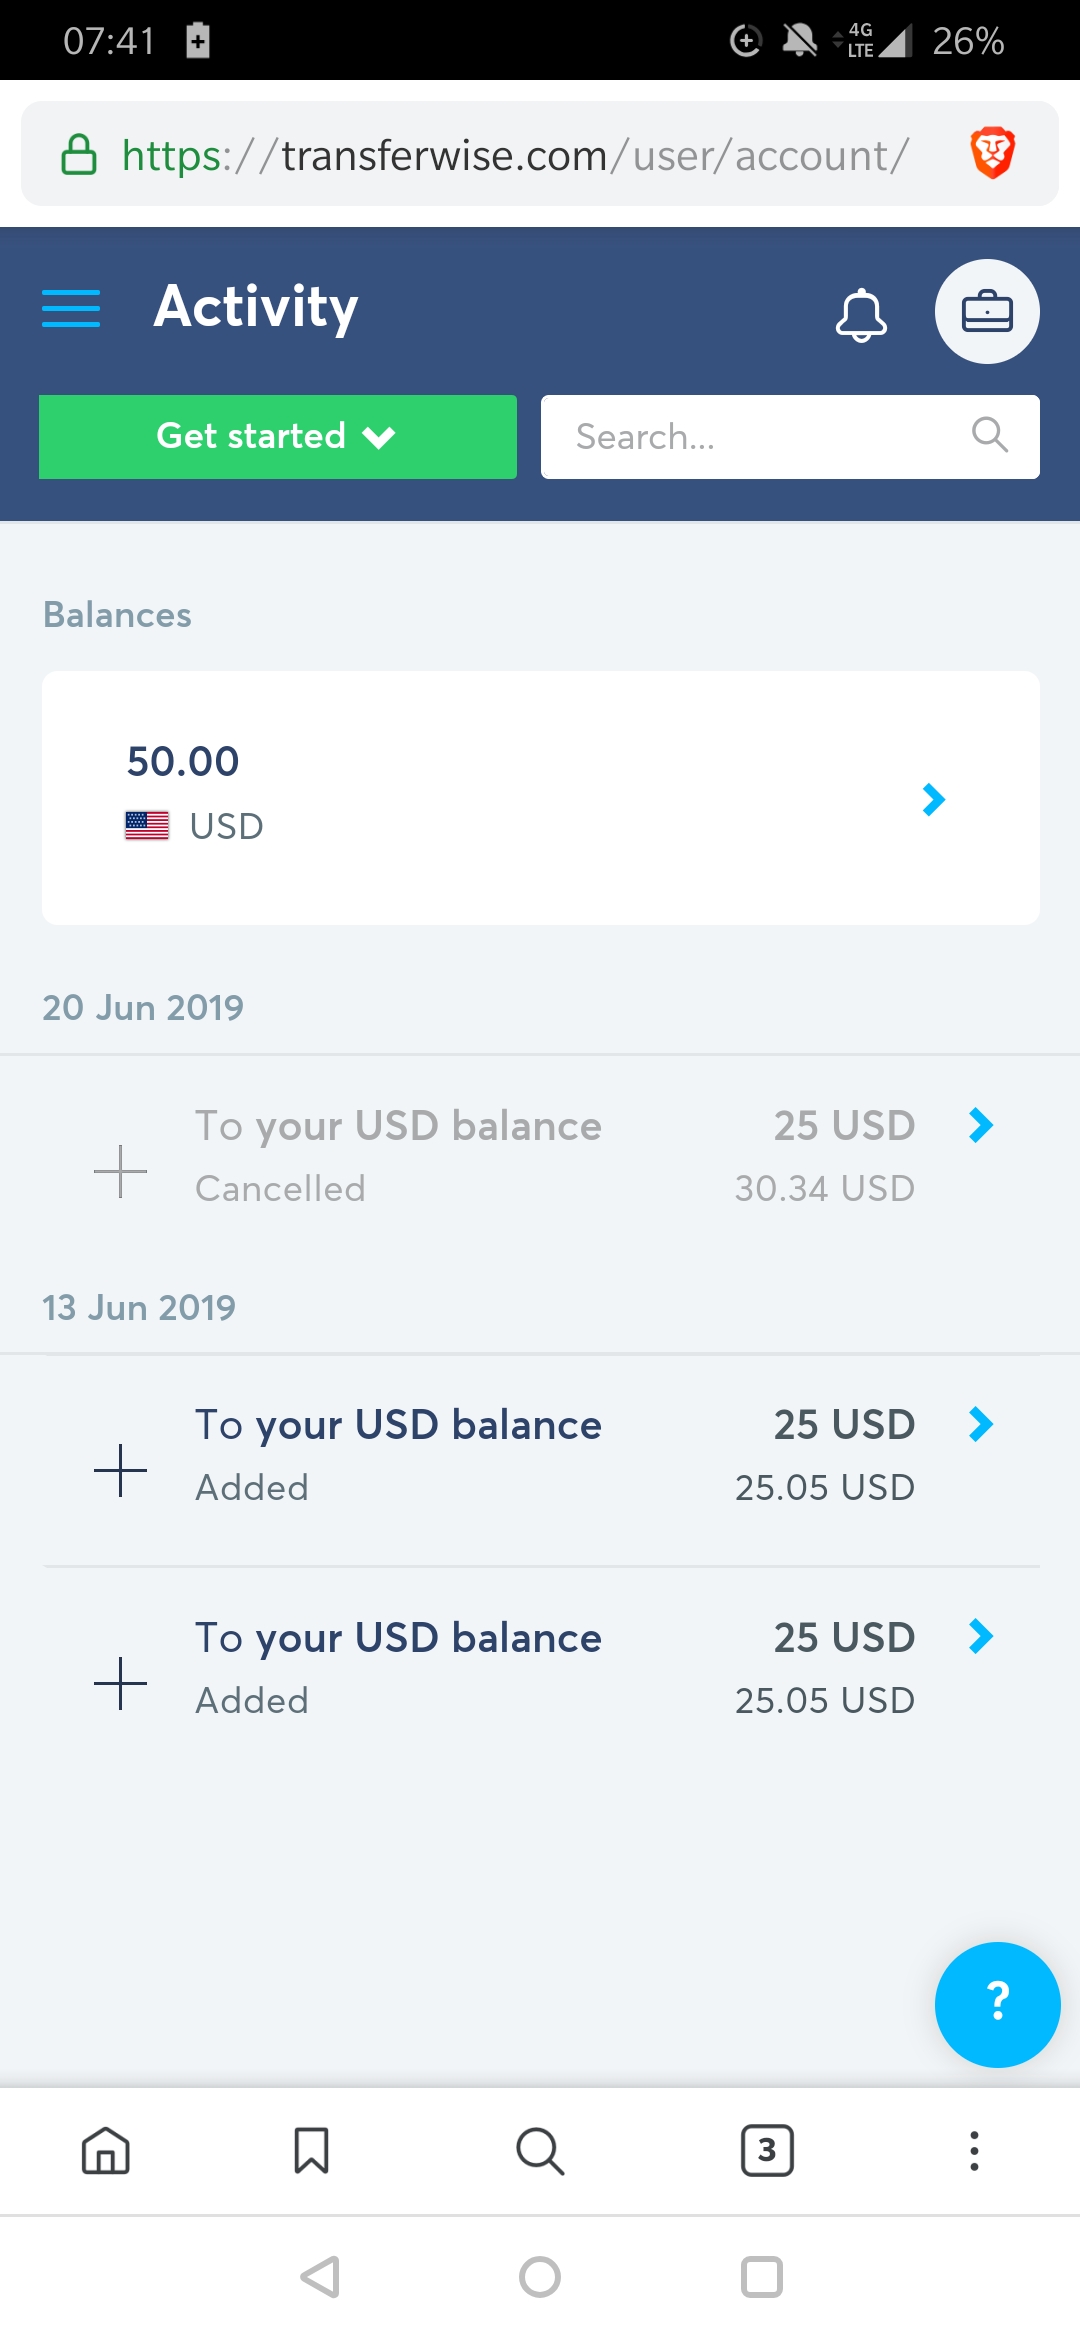 07:41
4G
LTE
26%
https://transferwise.com/user/account/
Activity
Get started
Search...
Balances
50.00
USD
20 Jun 2019
To your USD balance
25 USD
Cancelled
30.34 USD
13 Jun 2019
To your USD balance
25 USD
Added
25.05 USD
To your USD balance
25 USD
Added
25.05 USD
?
3